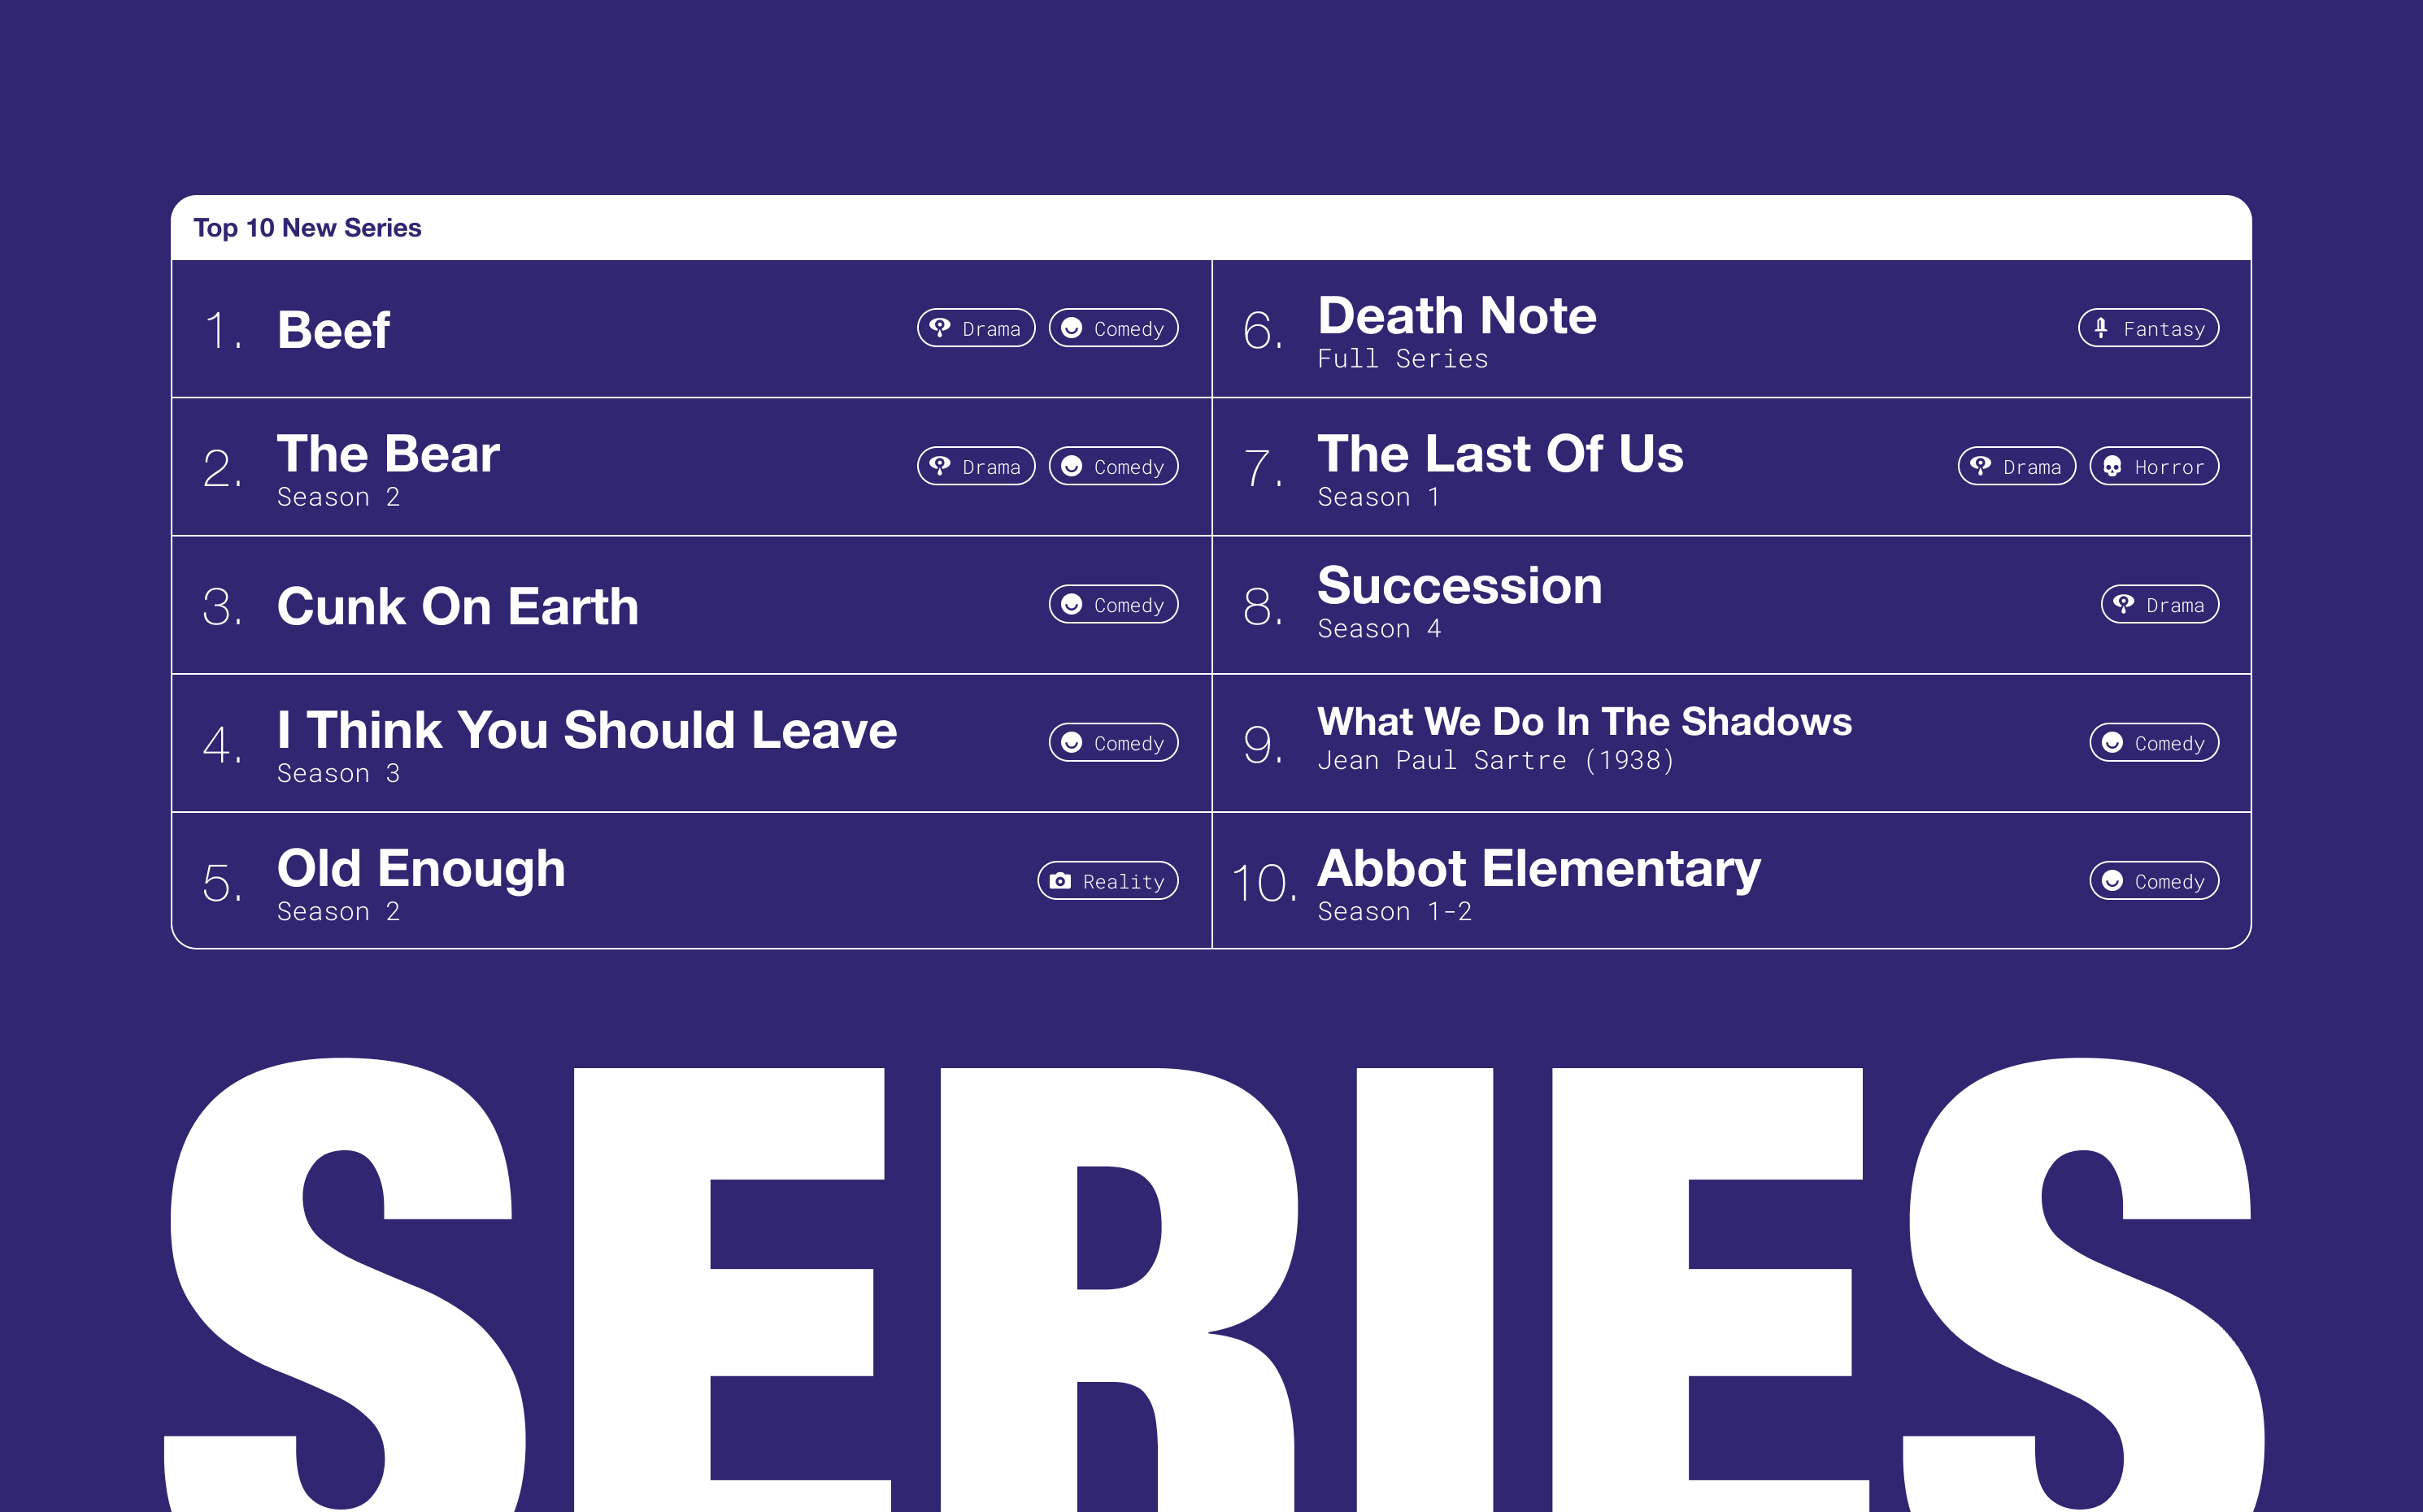 Top 10 New Series
1. Beef Drama Comedy
2. The Bear Drama Comedy
Season 2
3. Cunk On Earth Comedy
4. I Think You Should Leave Comedy
Season 3
5. Old Enough Reality
Season 2
6. Death Note Fantasy
Full Series
7. The Last Of Us Drama Horror
Season 1
8. Succession Drama
Season 4
9. What We Do In The Shadows Comedy
Jean Paul Sartre (1938)
10. Abbot Elementary Comedy
Season 1-2
SERIES